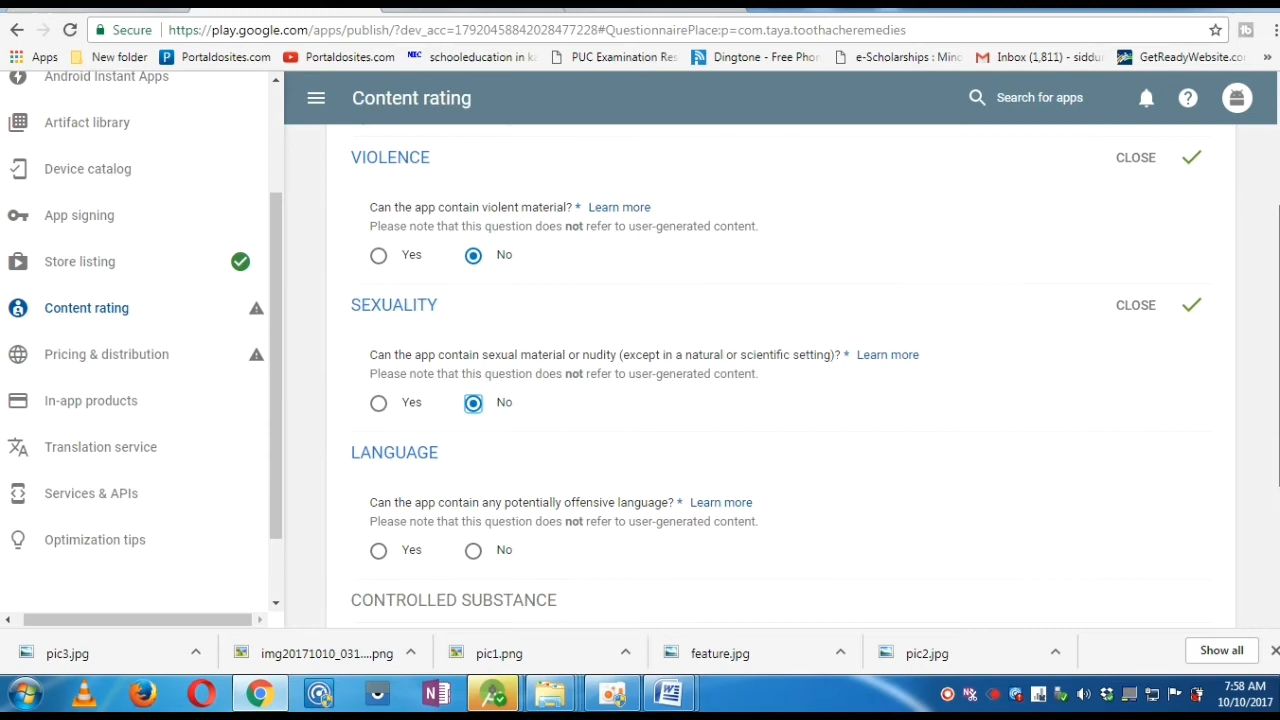 Secure
https://play.google.com/apps/publish/?dev_acc=17920458842028477228#QuestionnairePlace:p=com.taya.toothacheremedies
Apps New folder Portaldosites.com Portaldosites.com schooleducation in ka PUC Examination Res Dingtone - Free Phon e-Scholarships : Mino Inbox (1,811) - siddu GetReadyWebsite.co
Android Instant Apps
Artifact library
Device catalog
App signing
Store listing
Content rating
Pricing & distribution
In-app products
Translation service
Services & APIs
Optimization tips
Content rating
Search for apps
VIOLENCE
CLOSE
Can the app contain violent material? * Learn more
Please note that this question does not refer to user-generated content.
Yes No
SEXUALITY
CLOSE
Can the app contain sexual material or nudity (except in a natural or scientific setting)? * Learn more
Please note that this question does not refer to user-generated content.
Yes No
LANGUAGE
Can the app contain any potentially offensive language? * Learn more
Please note that this question does not refer to user-generated content.
Yes No
CONTROLLED SUBSTANCE
pic3.jpg img20171010_031....png pic1.png feature.jpg pic2.jpg Show all
7:58 AM
10/10/2017